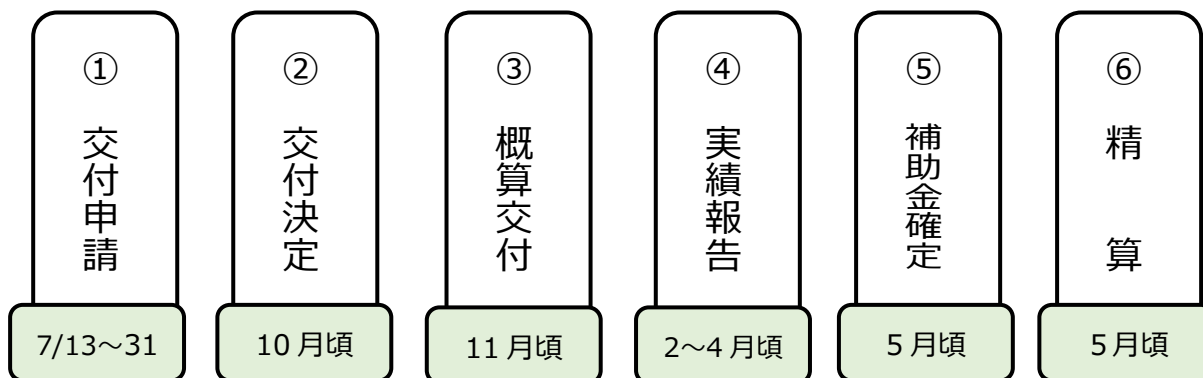 ①
交付申請
7/13～31
②
交付決定
10月頃
③
概算交付
11月頃
④
実績報告
2～4月頃
⑤
補助金確定
5月頃
⑥
精算
5月頃